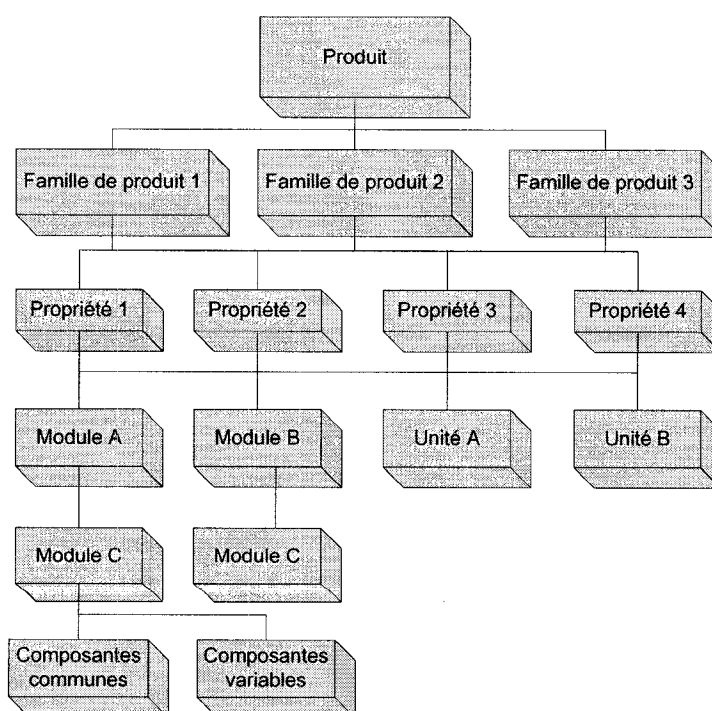 Produit
Famille de produit 1
Famille de produit 2
Famille de produit 3
Propriété 1
Propriété 2
Propriété 3
Propriété 4
Module A
Module B
Unité A
Unité B
Module C
Module C
Composantes
communes
Composantes
variables